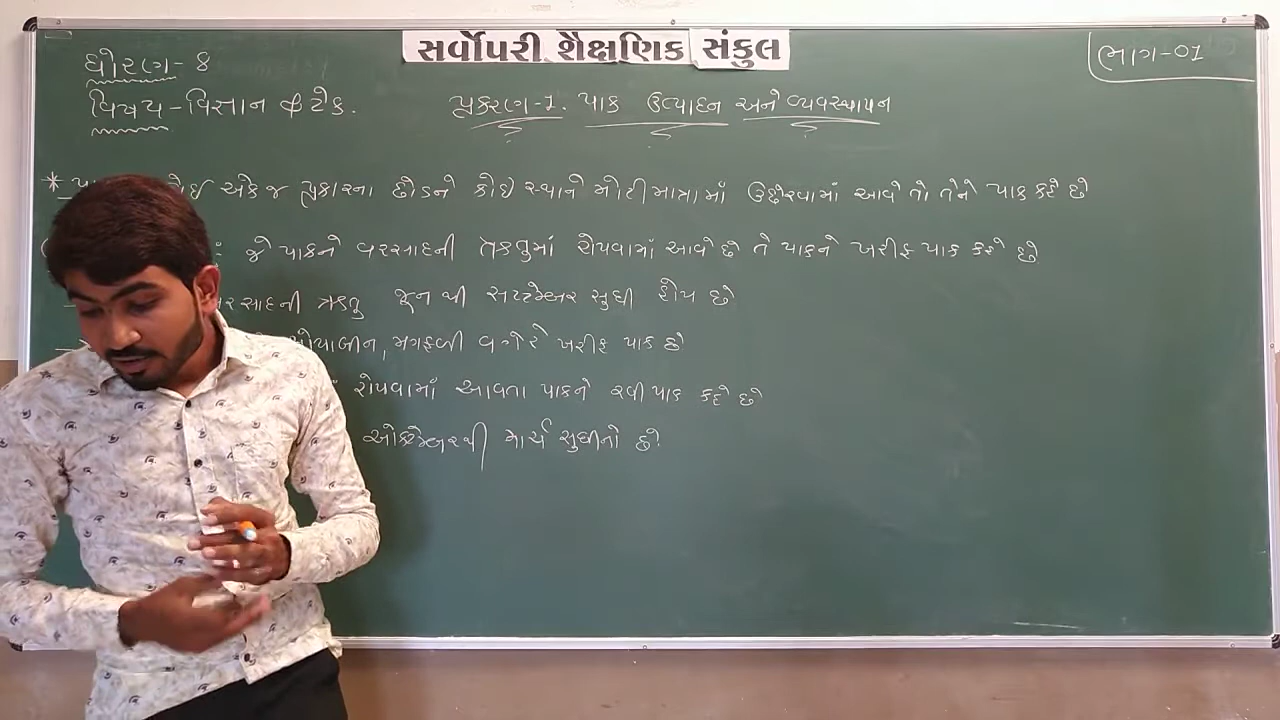 સર્વોપરી શૈક્ષણિક સંકુલ
ભાગ-01
ધોરણ-8
વિષય-વિજ્ઞાન & ટેક.
પ્રકરણ-1. પાક ઉત્પાદન અને વ્યવસ્થાપન
* એક જ પ્રકારના છોડને કોઇ સ્થાને મોટી માત્રામાં ઉછેરવામાં આવે તો તેને પાક કહે છે
જે પાકને વરસાદની ઋતુમાં રોપવામાં આવે છે તે પાકને ખરીફ પાક કહે છે.
વરસાદની ઋતુ જૂન થી સપ્ટેમ્બર સુધી હોય છે
સોયાબીન, મગફળી વગેરે ખરીફ પાક છે
રોપવામાં આવતા પાકને રવી પાક કહે છે
ઓક્ટોમ્બરથી માર્ચ સુધીનો છે.